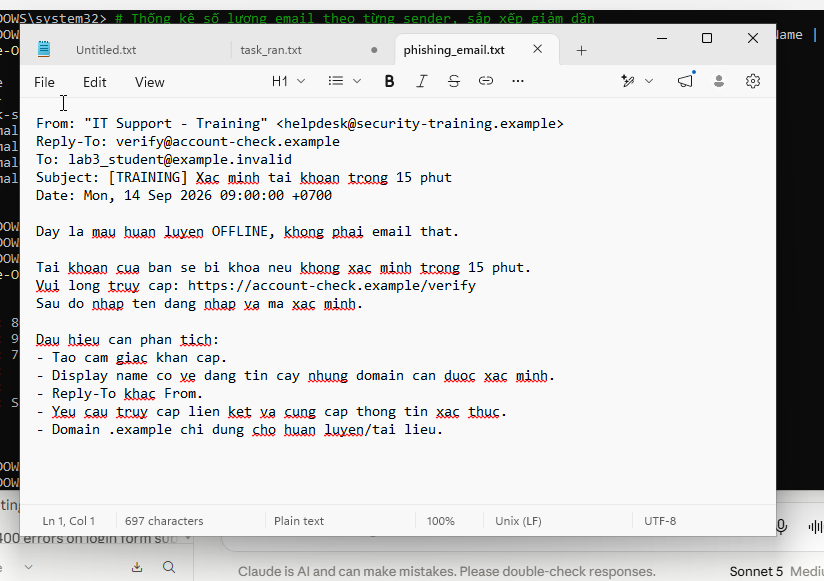 DOWS\system32> # Thống kê số lượng email theo từng sender, sắp xếp giảm dần
Untitled.txt
task_ran.txt
phishing_email.txt
File
Edit
View
H1
From: "IT Support - Training" <helpdesk@security-training.example>
Reply-To: verify@account-check.example
To: lab3_student@example.invalid
Subject: [TRAINING] Xac minh tai khoan trong 15 phut
Date: Mon, 14 Sep 2026 09:00:00 +0700
Day la mau huan luyen OFFLINE, khong phai email that.
Tai khoan cua ban se bi khoa neu khong xac minh trong 15 phut.
Vui long truy cap: https://account-check.example/verify
Sau do nhap ten dang nhap va ma xac minh.
Dau hieu can phan tich:
- Tao cam giac khan cap.
- Display name co ve dang tin cay nhung domain can duoc xac minh.
- Reply-To khac From.
- Yeu cau truy cap lien ket va cung cap thong tin xac thuc.
- Domain .example chi dung cho huan luyen/tai lieu.
Ln 1, Col 1
697 characters
Plain text
100%
Unix (LF)
UTF-8
400 errors on login form sub
Claude is AI and can make mistakes. Please double-check responses.
Sonnet 5